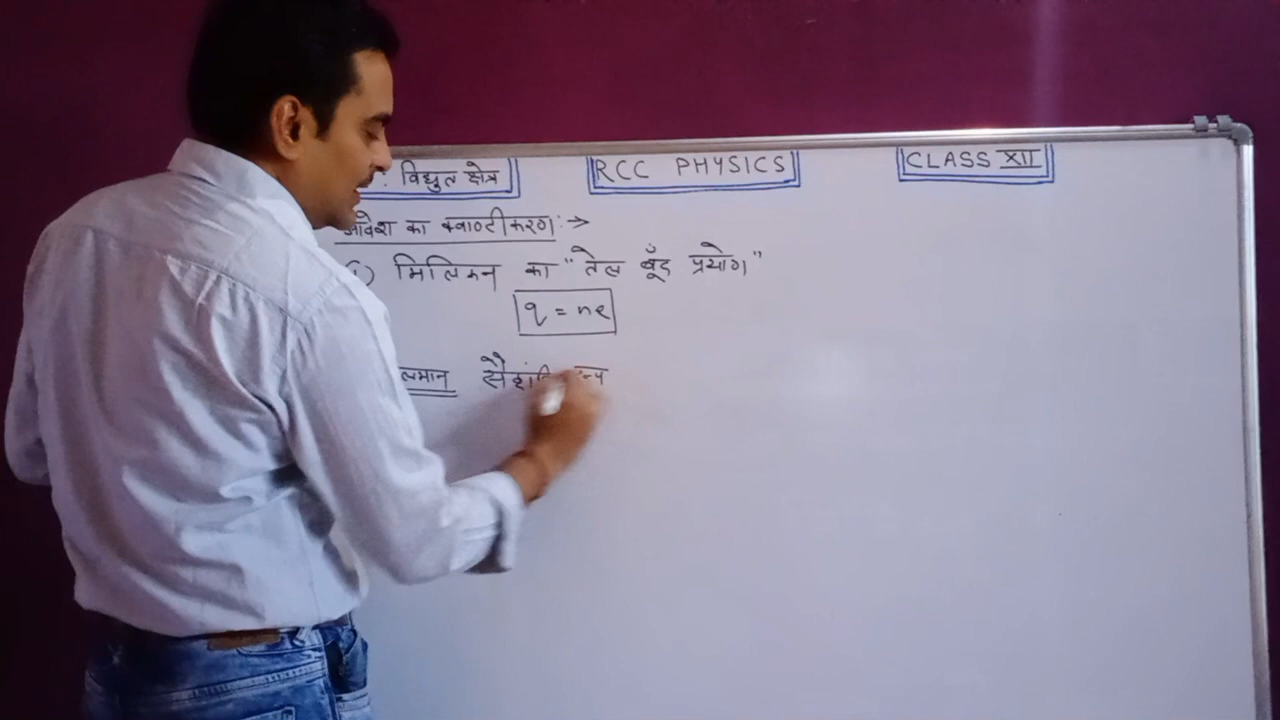 . विद्युत क्षेत्र
RCC PHYSICS
CLASS XII
आवेश का क्वाण्टीकरण :→
मिलिकन का "तेल बूँद प्रयोग"
q = ne